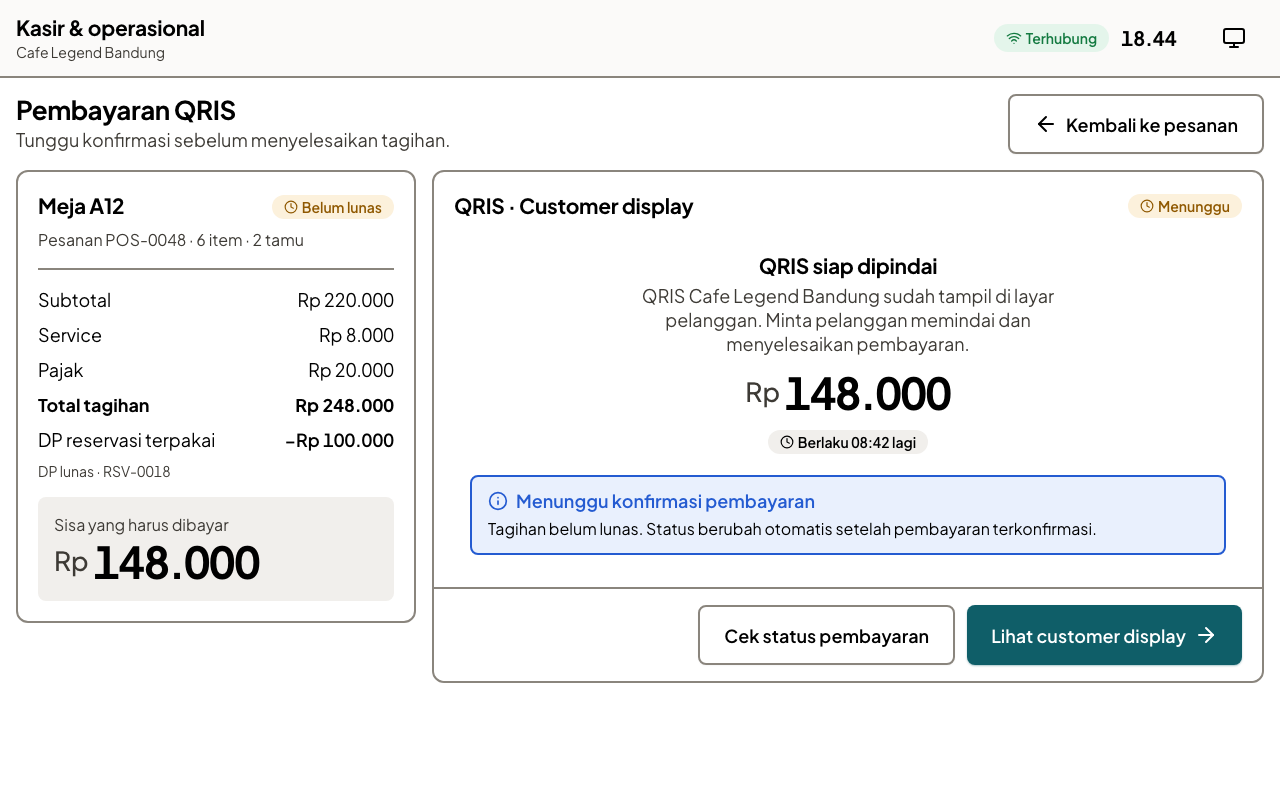 Kasir & operasional
Cafe Legend Bandung
Terhubung
18.44
Pembayaran QRIS
Tunggu konfirmasi sebelum menyelesaikan tagihan.
Kembali ke pesanan
Meja A12
Belum lunas
Pesanan POS-0048 · 6 item · 2 tamu
Subtotal Rp 220.000
Service Rp 8.000
Pajak Rp 20.000
Total tagihan Rp 248.000
DP reservasi terpakai –Rp 100.000
DP lunas · RSV-0018
Sisa yang harus dibayar
Rp 148.000
QRIS · Customer display
Menunggu
QRIS siap dipindai
QRIS Cafe Legend Bandung sudah tampil di layar
pelanggan. Minta pelanggan memindai dan
menyelesaikan pembayaran.
Rp 148.000
Berlaku 08:42 lagi
Menunggu konfirmasi pembayaran
Tagihan belum lunas. Status berubah otomatis setelah pembayaran terkonfirmasi.
Cek status pembayaran
Lihat customer display